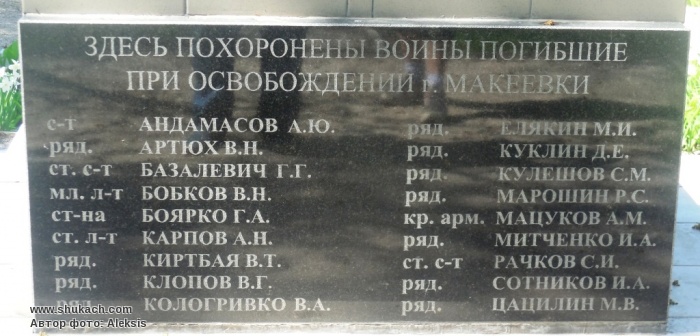 ЗДЕСЬ ПОХОРОНЕНЫ ВОИНЫ ПОГИБШИЕ
ПРИ ОСВОБОЖДЕНИИ г. МАКЕЕВКИ
с-т АНДАМАСОВ А.Ю.
ряд. АРТЮХ В.Н.
ст. с-т БАЗАЛЕВИЧ Г.Г.
мл. л-т БОБКОВ В.Н.
ст-на БОЯРКО Г.А.
ст. л-т КАРПОВ А.Н.
ряд. КИРТБАЯ В.Т.
ряд. КЛОПОВ В.Г.
ряд. КОЛОГРИВКО В.А.
ряд. ЕЛЯКИН М.И.
ряд. КУКЛИН Д.Е.
ряд. КУЛЕШОВ С.М.
ряд. МАРОШИН Р.С.
кр. арм. МАЦУКОВ А.М.
ряд. МИТЧЕНКО И.А.
ст. с-т РАЧКОВ С.И.
ряд. СОТНИКОВ И.А.
ряд. ЦАЦИЛИН М.В.
www.shukach.com
Автор фото: Aleksis